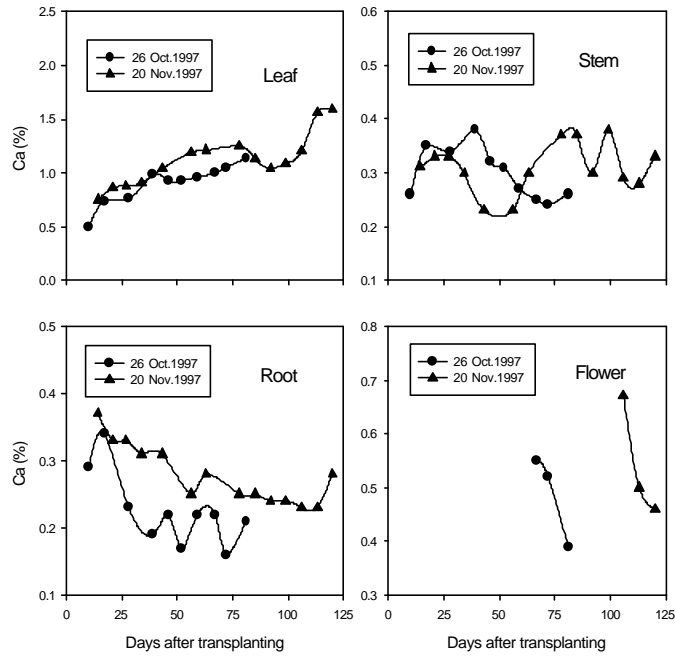 2.5
2.0
1.5
1.0
0.5
0.0
Ca (%)
26 Oct.1997
20 Nov.1997
Leaf
0.6
0.5
0.4
0.3
0.2
0.1
26 Oct.1997
20 Nov.1997
Stem
0.5
0.4
0.3
0.2
0.1
Ca (%)
26 Oct.1997
20 Nov.1997
Root
0 25 50 75 100 125
Days after transplanting
0.8
0.7
0.6
0.5
0.4
0.3
26 Oct.1997
20 Nov.1997
Flower
0 25 50 75 100 125
Days after transplanting